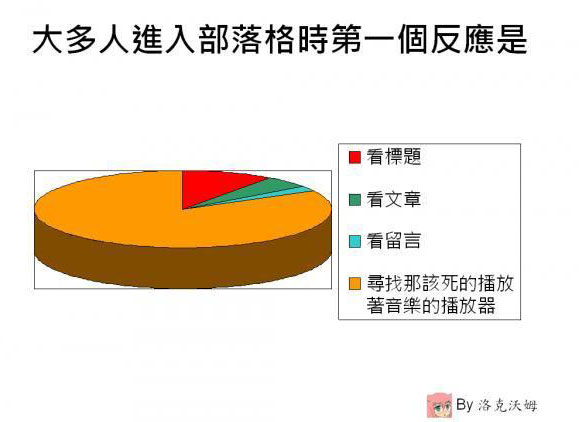 大多人進入部落格時第一個反應是
看標題
看文章
看留言
尋找那該死的播放
著音樂的播放器
By 洛克沃姆